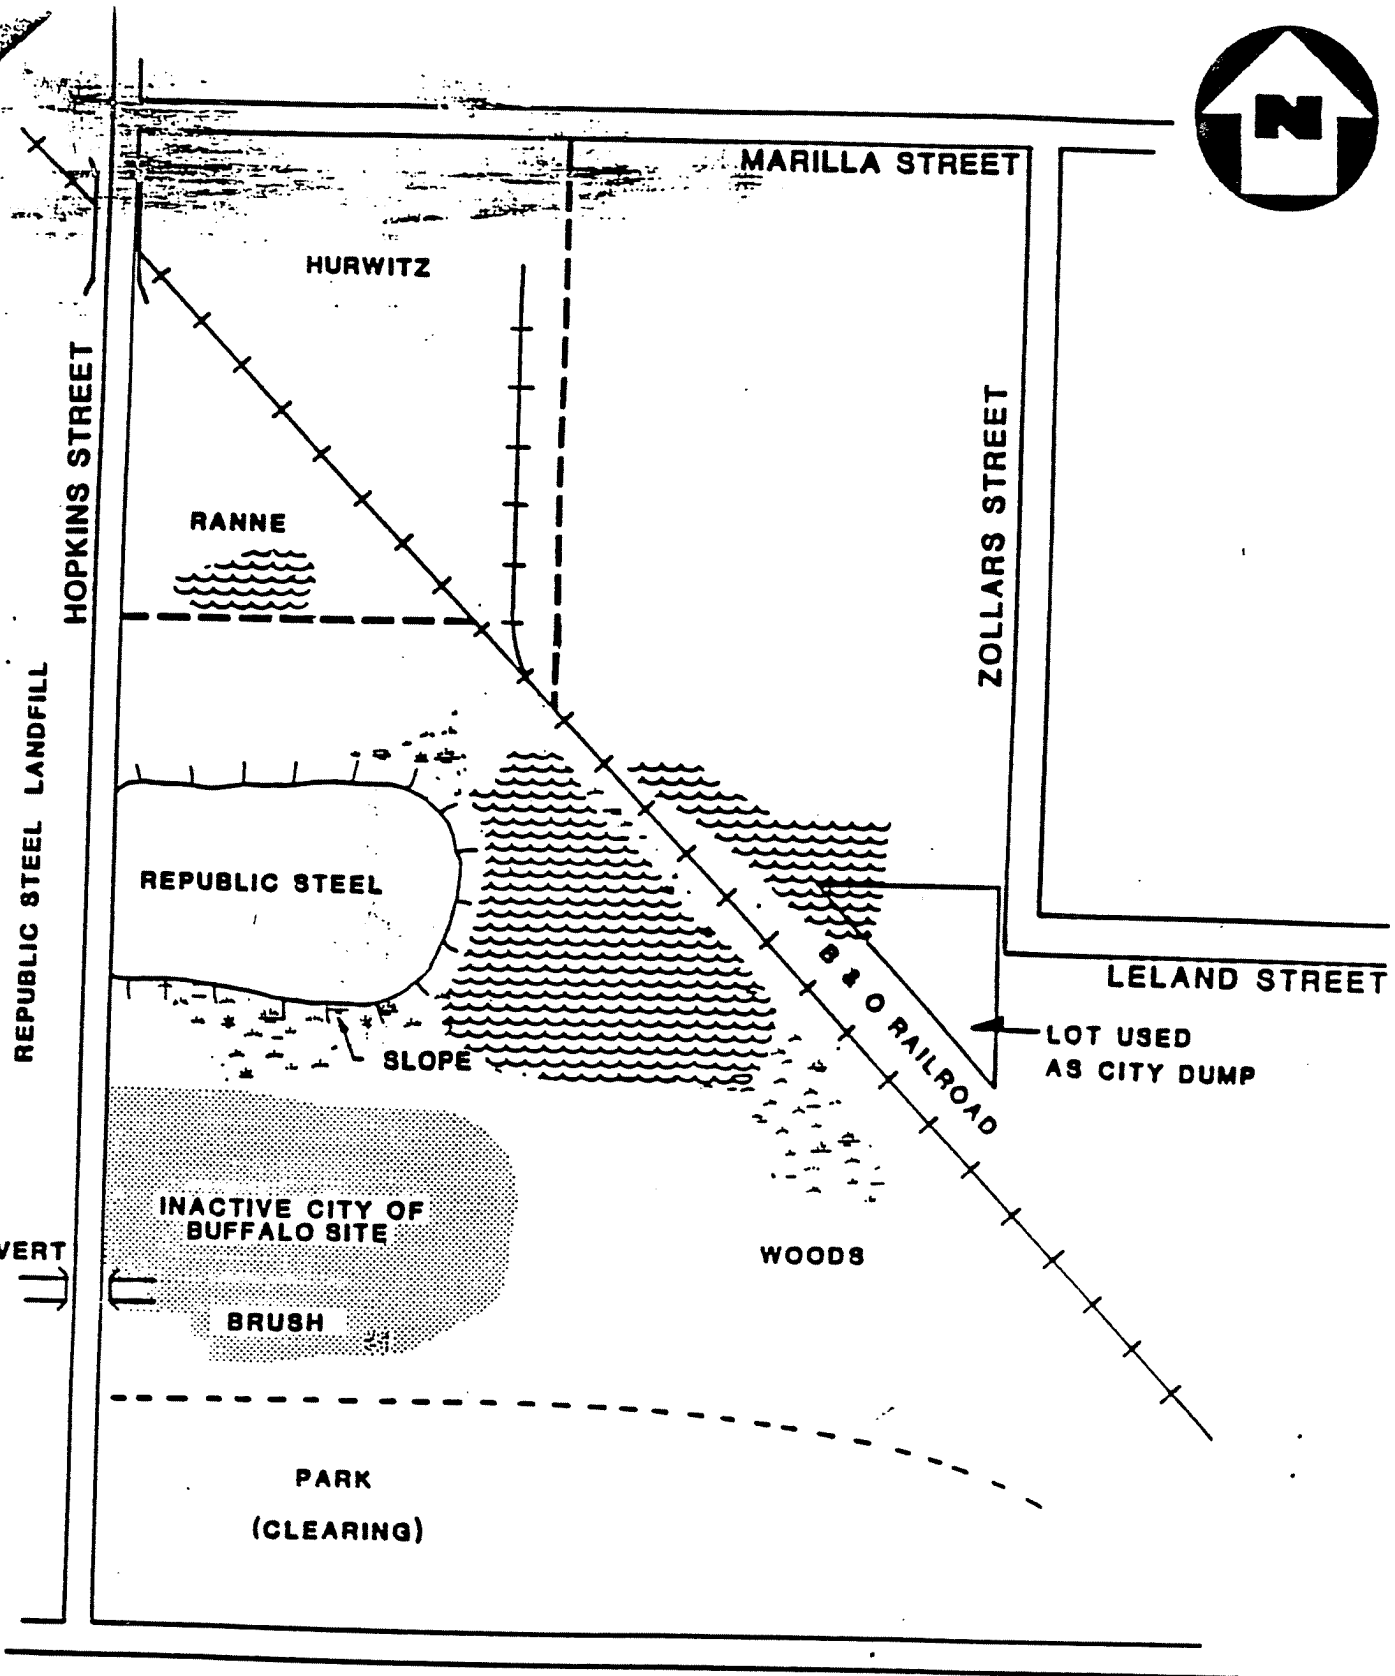 N
MARILLA STREET
HURWITZ
HOPKINS STREET
RANNE
ZOLLARS STREET
REPUBLIC STEEL LANDFILL
REPUBLIC STEEL
B & O RAILROAD
LELAND STREET
LOT USED
AS CITY DUMP
SLOPE
INACTIVE CITY OF
BUFFALO SITE
VERT
WOODS
BRUSH
PARK
(CLEARING)